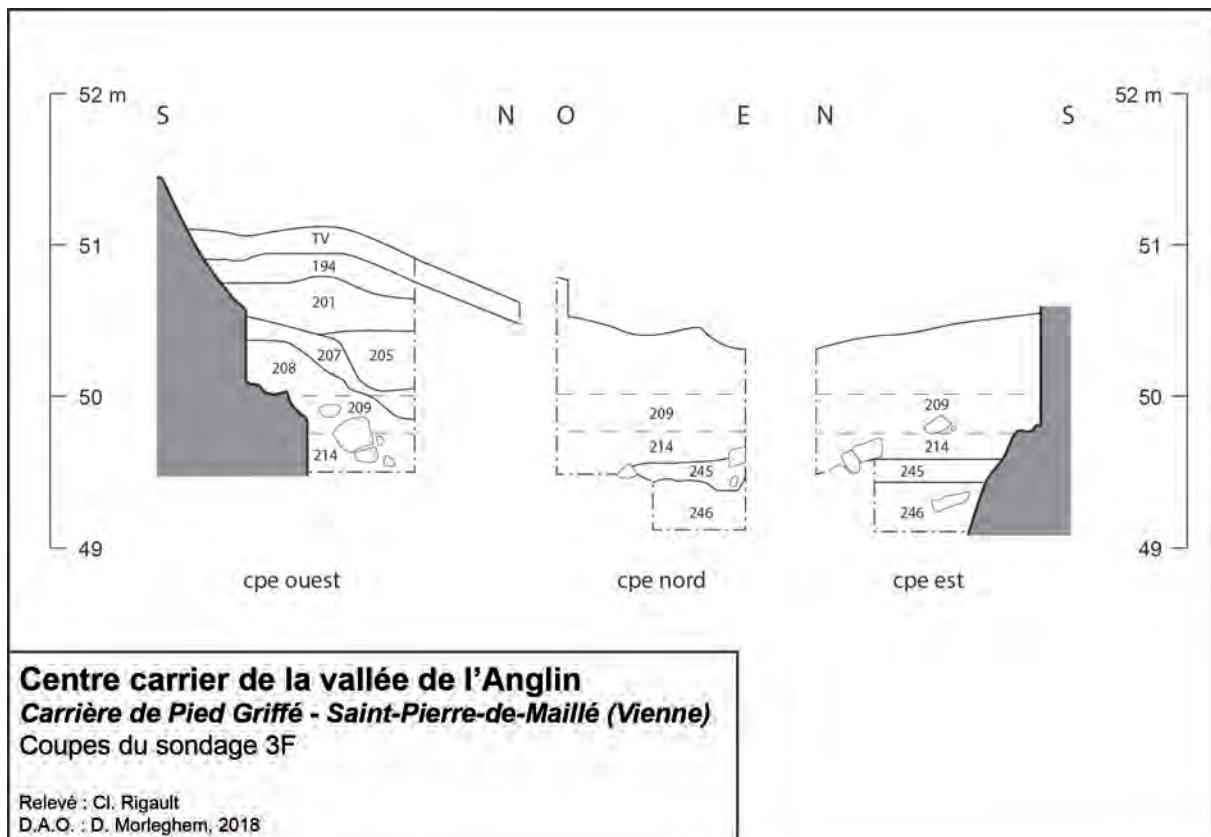 52 m S N O E N S 52 m
51 51
50 50
49 49
TV
194
201
207 205
208
209
214
209
214
245
246
209
214
245
246
cpe ouest cpe nord cpe est
Centre carrier de la vallée de l'Anglin
Carrière de Pied Griffé - Saint-Pierre-de-Maillé (Vienne)
Coupes du sondage 3F
Relevé : Cl. Rigault
D.A.O. : D. Morleghem, 2018